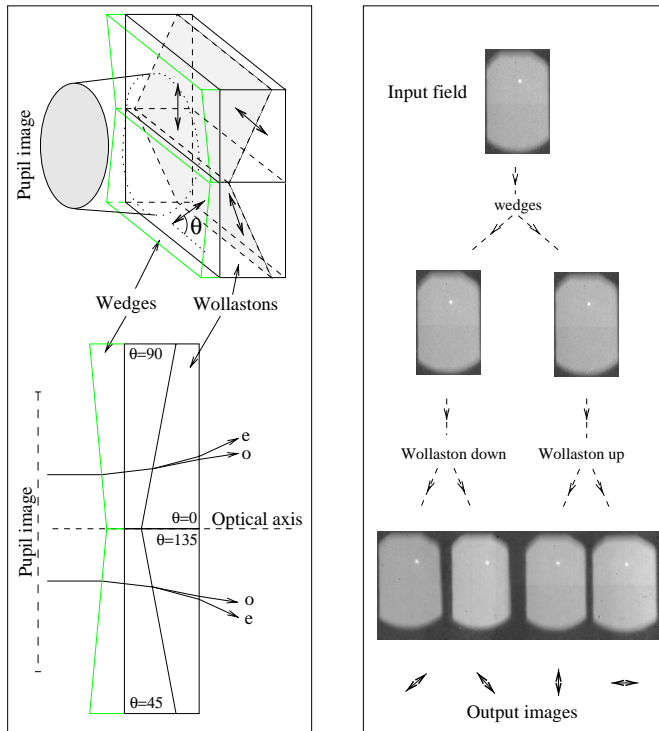 Pupil image
θ
Wedges
Wollastons
θ=90
e
o
Pupil image
θ=0
Optical axis
θ=135
o
e
θ=45
Input field
wedges
Wollaston down
Wollaston up
Output images